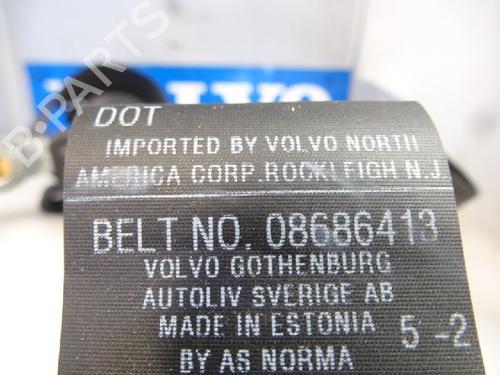 VOLVO
DOT
IMPORTED BY VOLVO NORTH
AMERICA CORP. ROCKLEIGH N.J
BELT NO. 08686413
VOLVO GOTHENBURG
AUTOLIV SVERIGE AB
MADE IN ESTONIA
5 -2
BY AS NORMA
B-PARTS